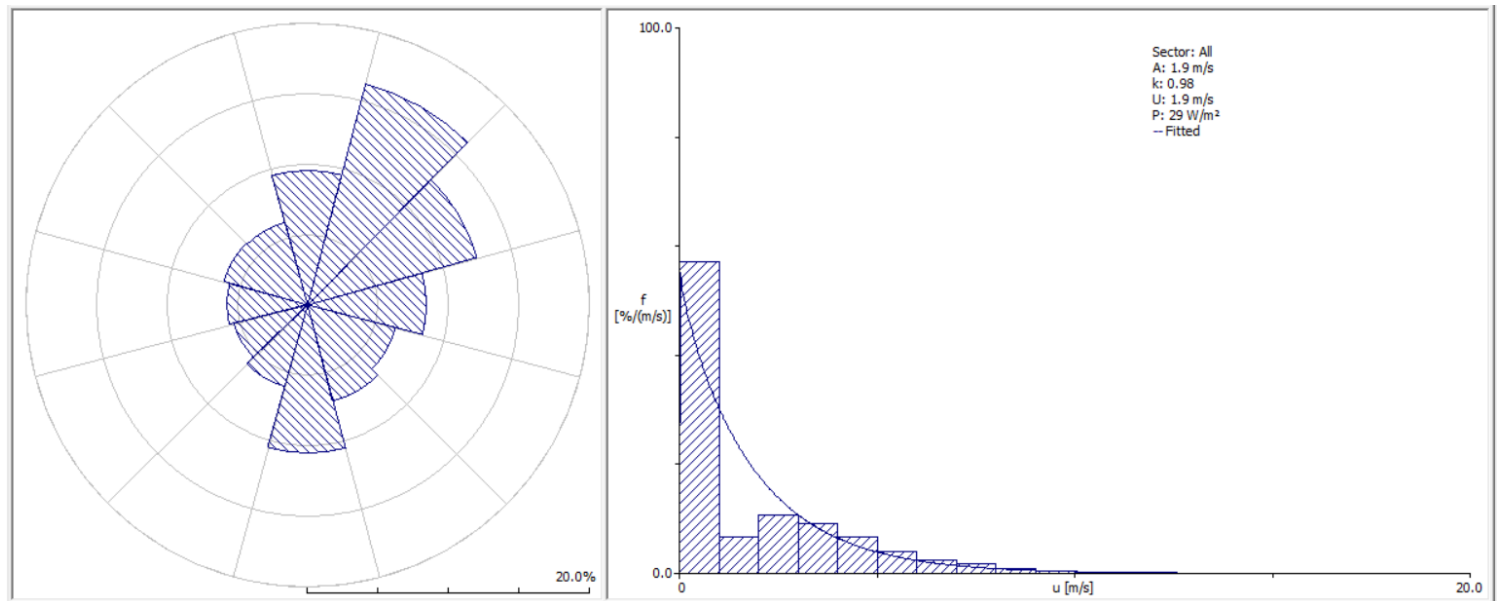 20.0%
100.0
f
[%/(m/s)]
0.0
0
u [m/s]
20.0
Sector: All
A: 1.9 m/s
k: 0.98
U: 1.9 m/s
P: 29 W/m²
-- Fitted